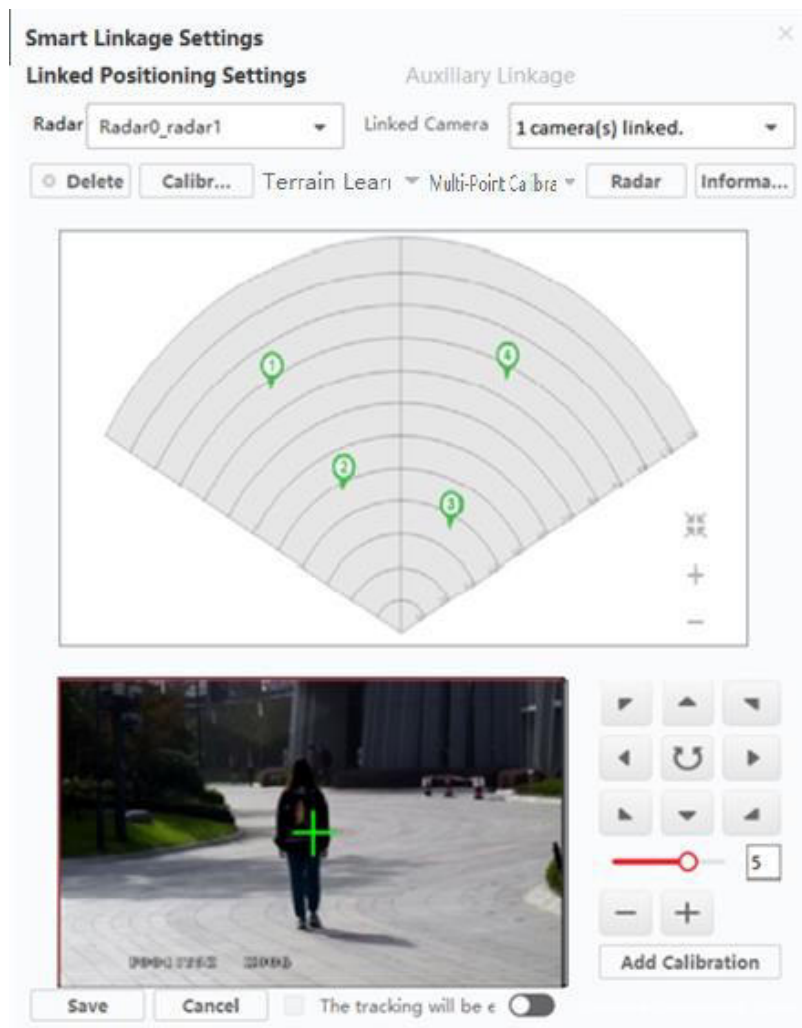 Smart Linkage Settings
Linked Positioning Settings Auxiliary Linkage
Radar Radar0_radar1 Linked Camera 1 camera(s) linked.
Delete Calibr... Terrain Lear Multi-Point Calibra Radar Informa...
1
4
2
3
5
Add Calibration
Save Cancel The tracking will be e